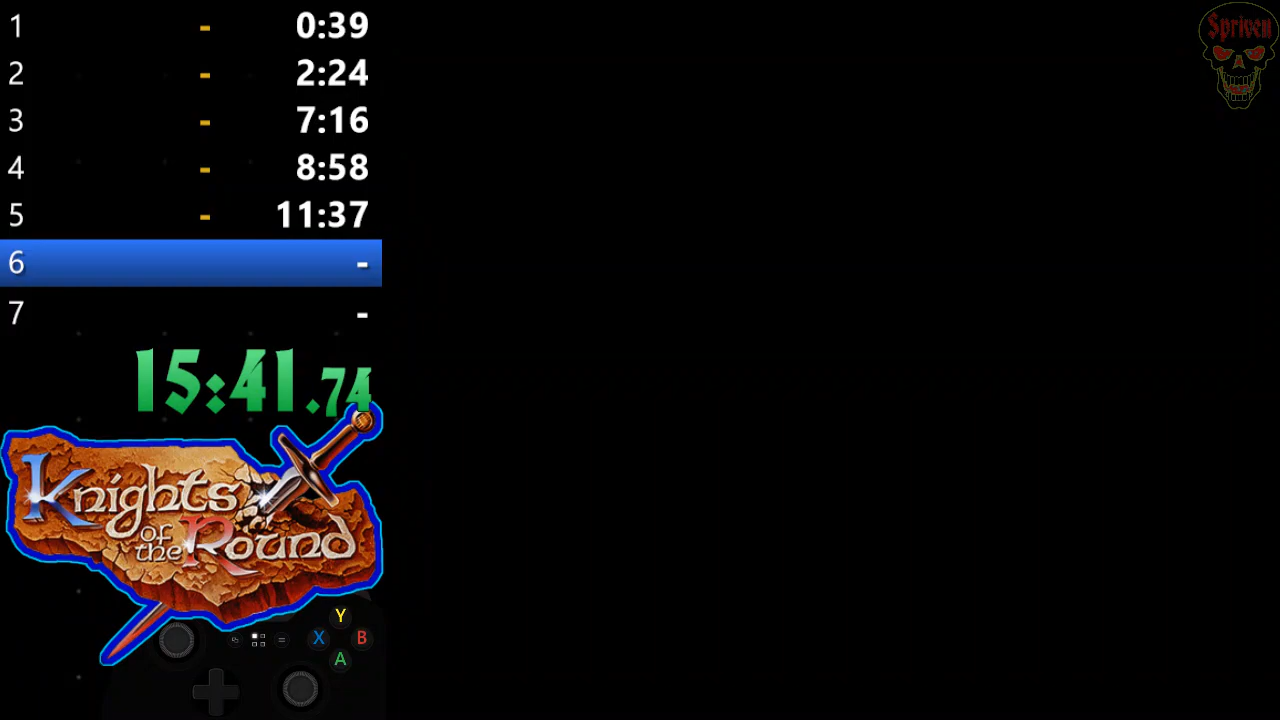 1 - 0:39
2 - 2:24
3 - 7:16
4 - 8:58
5 - 11:37
6 -
7 -
15:41.74
Knights
of
the Round
Y
X B
A
Spriven